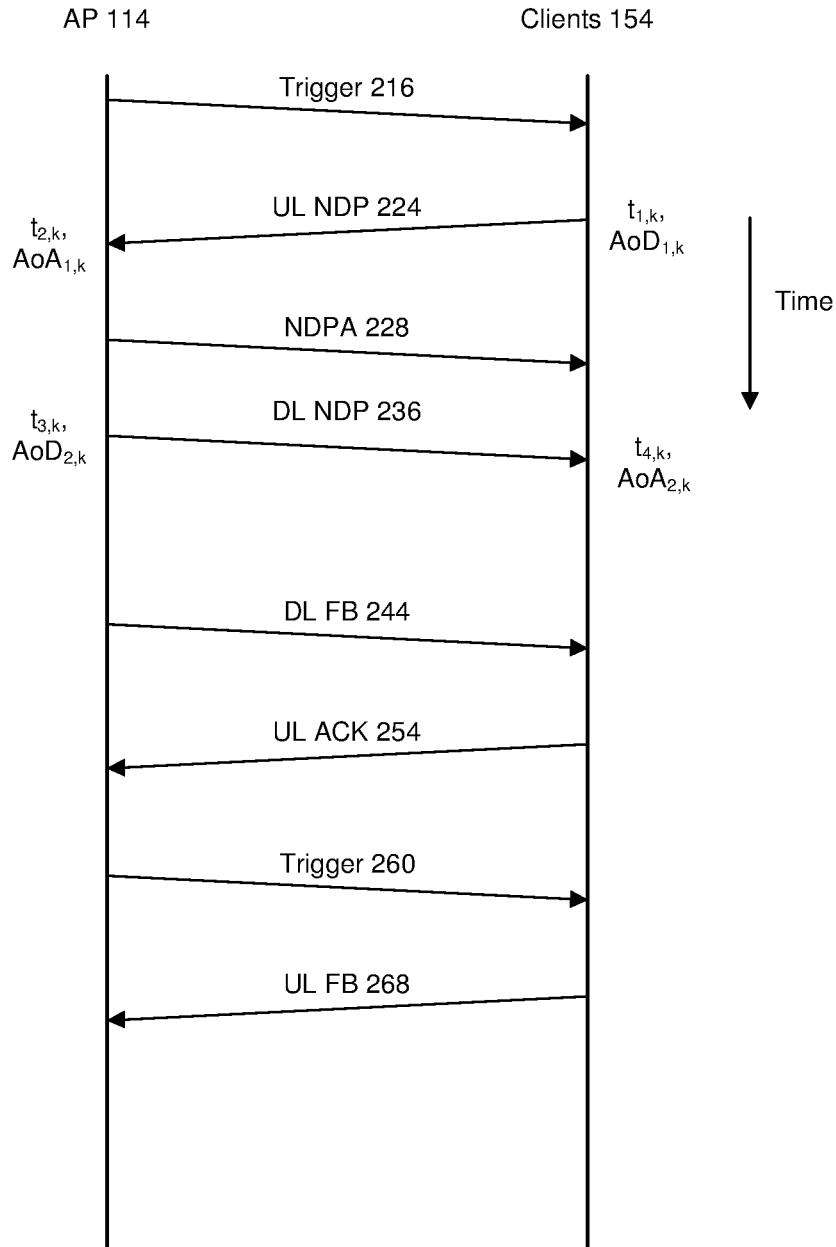 AP 114
Clients 154
Trigger 216
UL NDP 224
t2,k,
AoA1,k
t1,k,
AoD1,k
Time
NDPA 228
DL NDP 236
t3,k,
AoD2,k
t4,k,
AoA2,k
DL FB 244
UL ACK 254
Trigger 260
UL FB 268